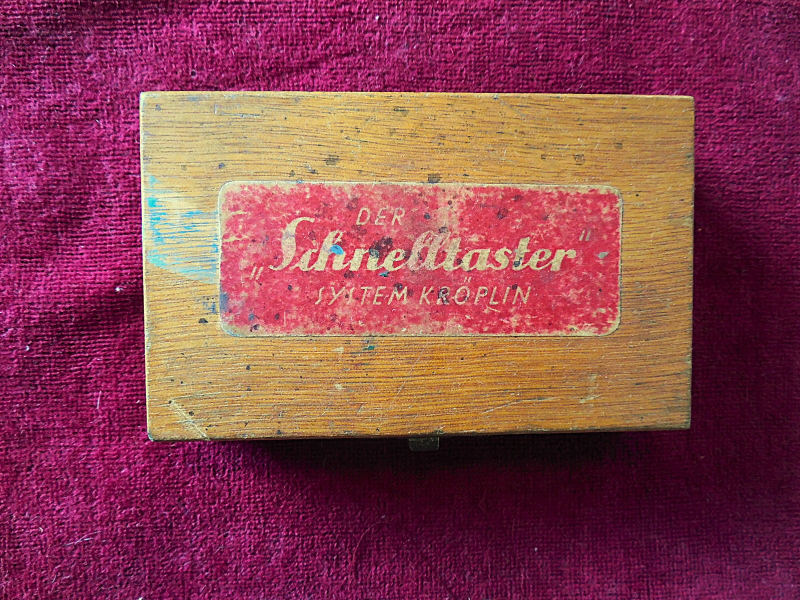 DER
„Schnelltaster"
SYSTEM KRÖPLIN